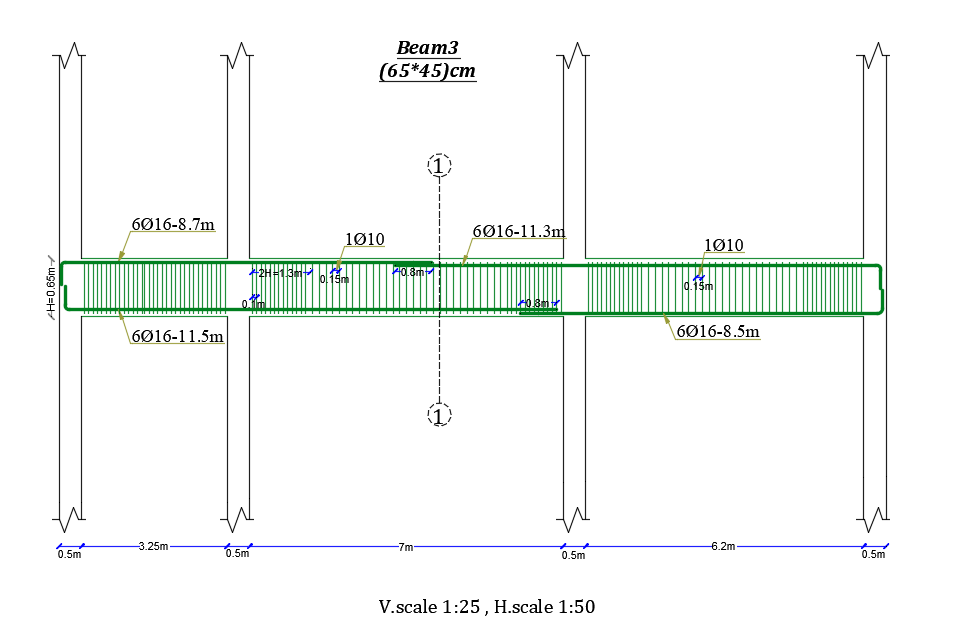 Beam3
(65*45)cm
1
6Ø16-8.7m
1Ø10
6Ø16-11.3m
1Ø10
2H=1.3m
0.15m
0.8m
0.15m
H=0.65m
0.1m
0.8m
6Ø16-11.5m
6Ø16-8.5m
1
0.5m
3.25m
0.5m
7m
0.5m
6.2m
0.5m
V.scale 1:25 , H.scale 1:50